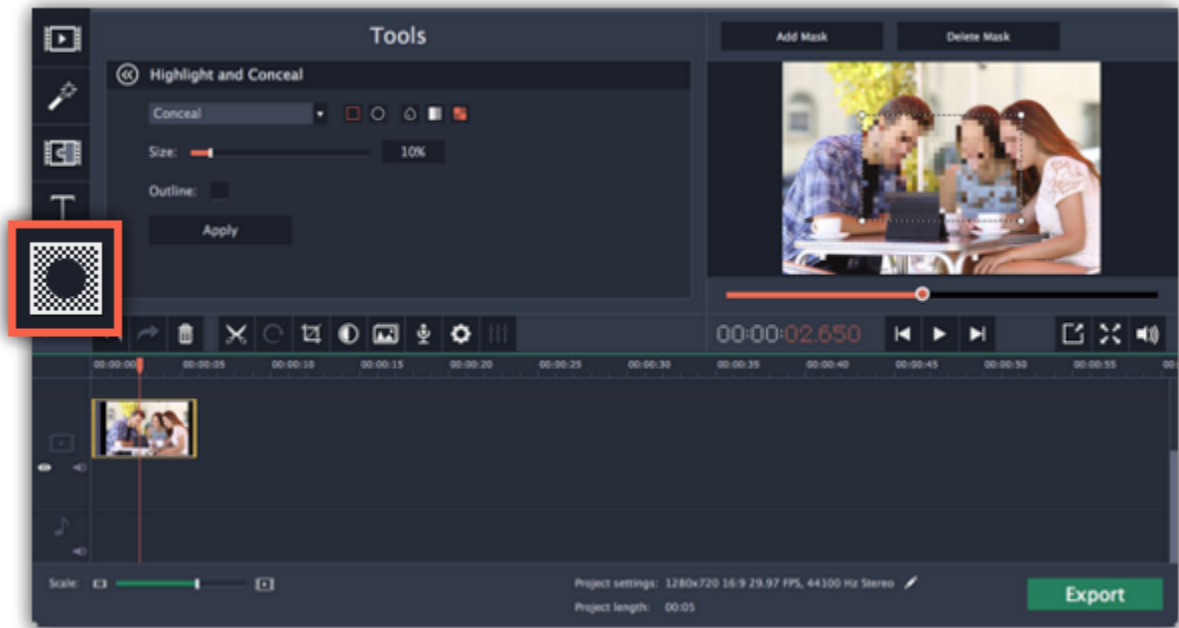 Tools
Add Mask
Delete Mask
Highlight and Conceal
Conceal
Size:
10%
Outline:
Apply
T
00:00:02.650
00:00:00
00:00:05
00:00:10
00:00:15
00:00:20
00:00:25
00:00:30
00:00:35
00:00:40
00:00:45
00:00:50
00:00:55
Scale:
Project settings: 1280x720 16:9 29.97 FPS, 44100 Hz Stereo
Project length: 00:05
Export